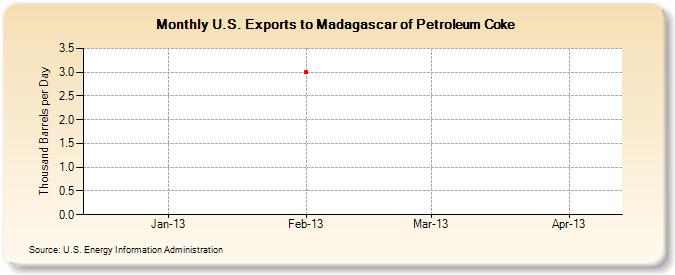 Monthly U.S. Exports to Madagascar of Petroleum Coke
Thousand Barrels per Day
3.5
3.0
2.5
2.0
1.5
1.0
0.5
0.0
Jan-13 Feb-13 Mar-13 Apr-13
Source: U.S. Energy Information Administration